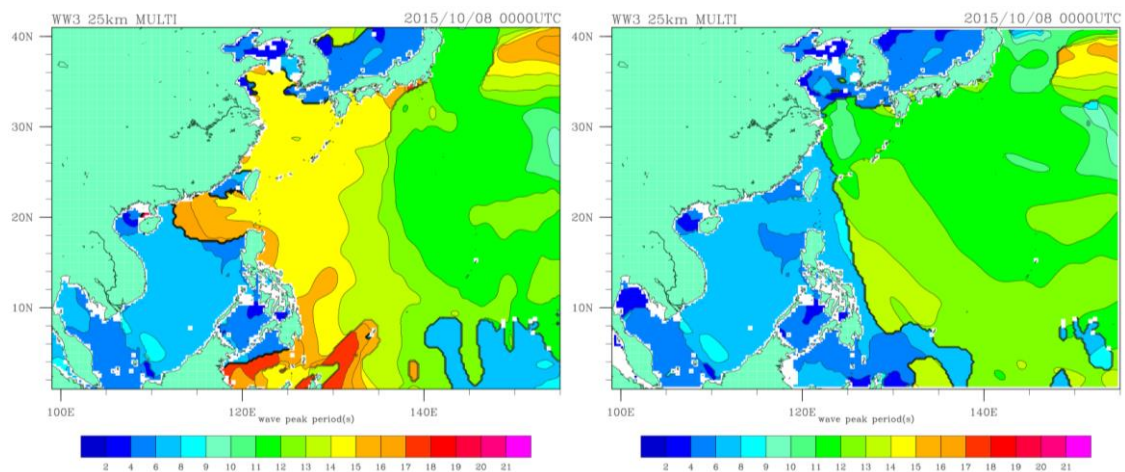 WW3 25km MULTI 2015/10/08 0000UTC
40N
30N
20N
10N
100E 120E 140E
wave peak period(s)
2 4 6 8 9 10 11 12 13 14 15 16 17 18 19 20 21
WW3 25km MULTI 2015/10/08 0000UTC
40N
30N
20N
10N
100E 120E 140E
wave peak period(s)
2 4 6 8 9 10 11 12 13 14 15 16 17 18 19 20 21